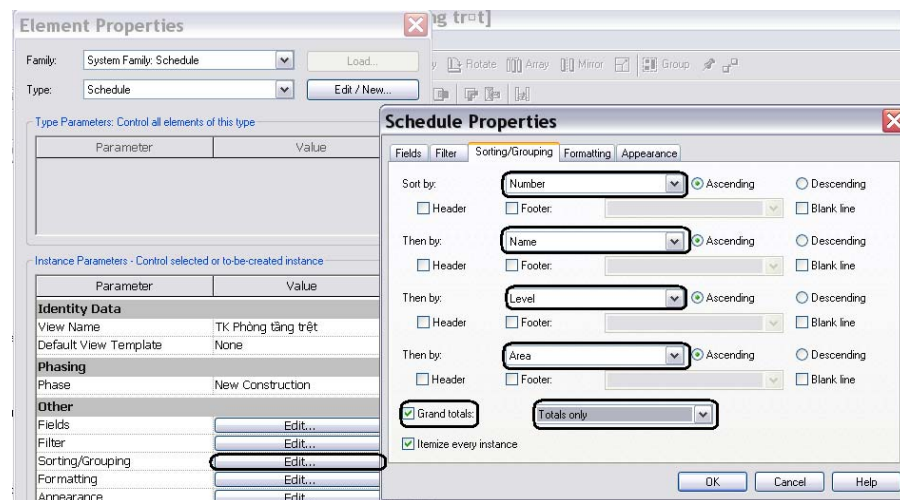 Element Properties
ng tr□t]
Family:
System Family: Schedule
Load...
Rotate Array Mirror Group
Type:
Schedule
Edit / New...
Type Parameters: Control all elements of this type
Parameter Value
Instance Parameters - Control selected or to-be-created instance
Parameter Value
Identity Data
View Name TK Phòng tầng trệt
Default View Template None
Phasing
Phase New Construction
Other
Fields Edit...
Filter Edit...
Sorting/Grouping Edit...
Formatting Edit...
Appearance Edit...
Schedule Properties
Fields Filter Sorting/Grouping Formatting Appearance
Sort by: Number Ascending Descending
Header Footer: Blank line
Then by: Name Ascending Descending
Header Footer: Blank line
Then by: Level Ascending Descending
Header Footer: Blank line
Then by: Area Ascending Descending
Header Footer: Blank line
Grand totals: Totals only
Itemize every instance
OK Cancel Help